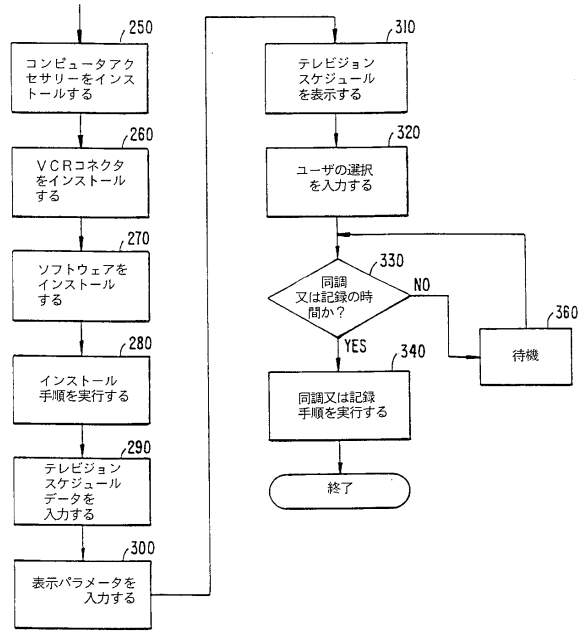 250
コンピュータアク
セサリーをインス
トールする
260
VCRコネクタ
をインストール
する
270
ソフトウェアを
インストール
する
280
インストール
手順を実行する
290
テレビジョン
スケジュール
データを
入力する
300
表示パラメータを
入力する
310
テレビジョン
スケジュール
を表示する
320
ユーザの選択
を入力する
330
同調
又は記録の時
間か?
NO
YES
360
待機
340
同調又は記録
手順を実行する
終了